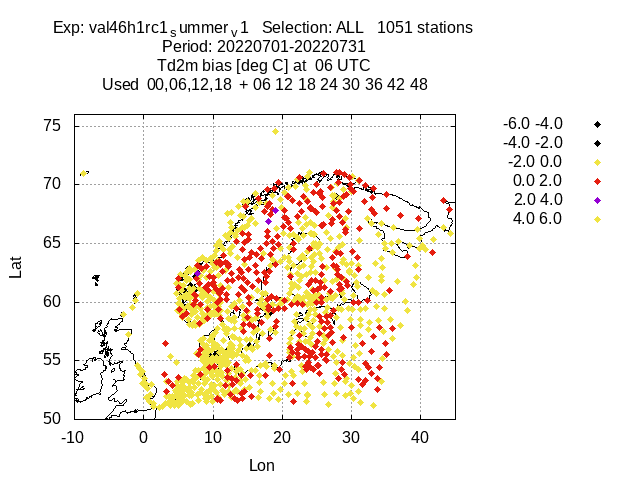 Exp: val46h1rc1summerv1 Selection: ALL 1051 stations
Period: 20220701-20220731
Td2m bias [deg C] at 06 UTC
Used 00,06,12,18 + 06 12 18 24 30 36 42 48
-6.0 -4.0
-4.0 -2.0
-2.0 0.0
0.0 2.0
2.0 4.0
4.0 6.0
75
70
65
60
55
50
Lat
-10 0 10 20 30 40
Lon